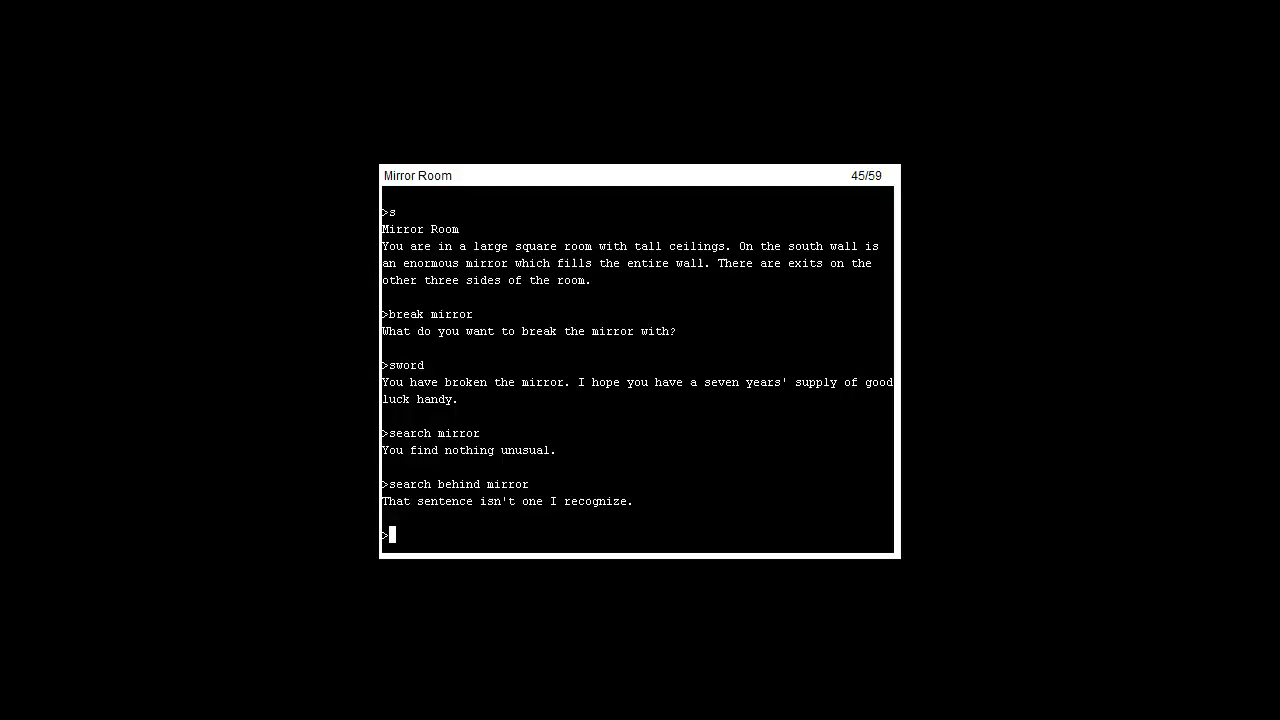 Mirror Room 45/59
>s
Mirror Room
You are in a large square room with tall ceilings. On the south wall is
an enormous mirror which fills the entire wall. There are exits on the
other three sides of the room.
>break mirror
What do you want to break the mirror with?
>sword
You have broken the mirror. I hope you have a seven years' supply of good
luck handy.
>search mirror
You find nothing unusual.
>search behind mirror
That sentence isn't one I recognize.
>